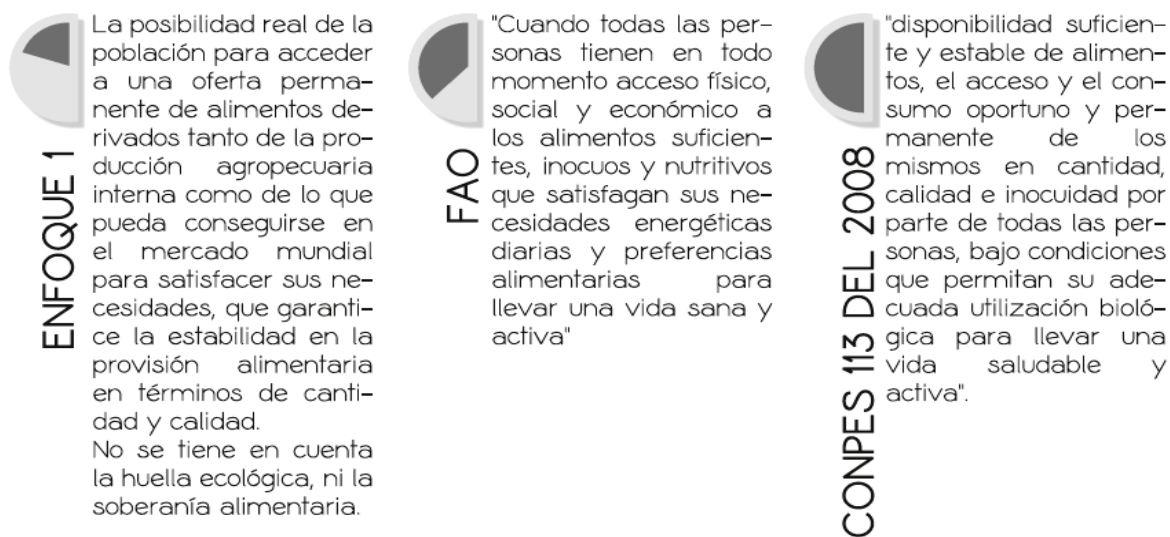 ENFOQUE 1
La posibilidad real de la
población para acceder
a una oferta perma-
nente de alimentos de-
rivados tanto de la pro-
ducción agropecuaria
interna como de lo que
pueda conseguirse en
el mercado mundial
para satisfacer sus ne-
cesidades, que garanti-
ce la estabilidad en la
provisión alimentaria
en términos de canti-
dad y calidad.
No se tiene en cuenta
la huella ecológica, ni la
soberanía alimentaria.
FAO
"Cuando todas las per-
sonas tienen en todo
momento acceso físico,
social y económico a
los alimentos suficien-
tes, inocuos y nutritivos
que satisfagan sus ne-
cesidades energéticas
diarias y preferencias
alimentarias para
llevar una vida sana y
activa"
CONPES 113 DEL 2008
"disponibilidad suficien-
te y estable de alimen-
tos, el acceso y el con-
sumo oportuno y per-
manente de los
mismos en cantidad,
calidad e inocuidad por
parte de todas las per-
sonas, bajo condiciones
que permitan su ade-
cuada utilización bioló-
gica para llevar una
vida saludable y
activa".